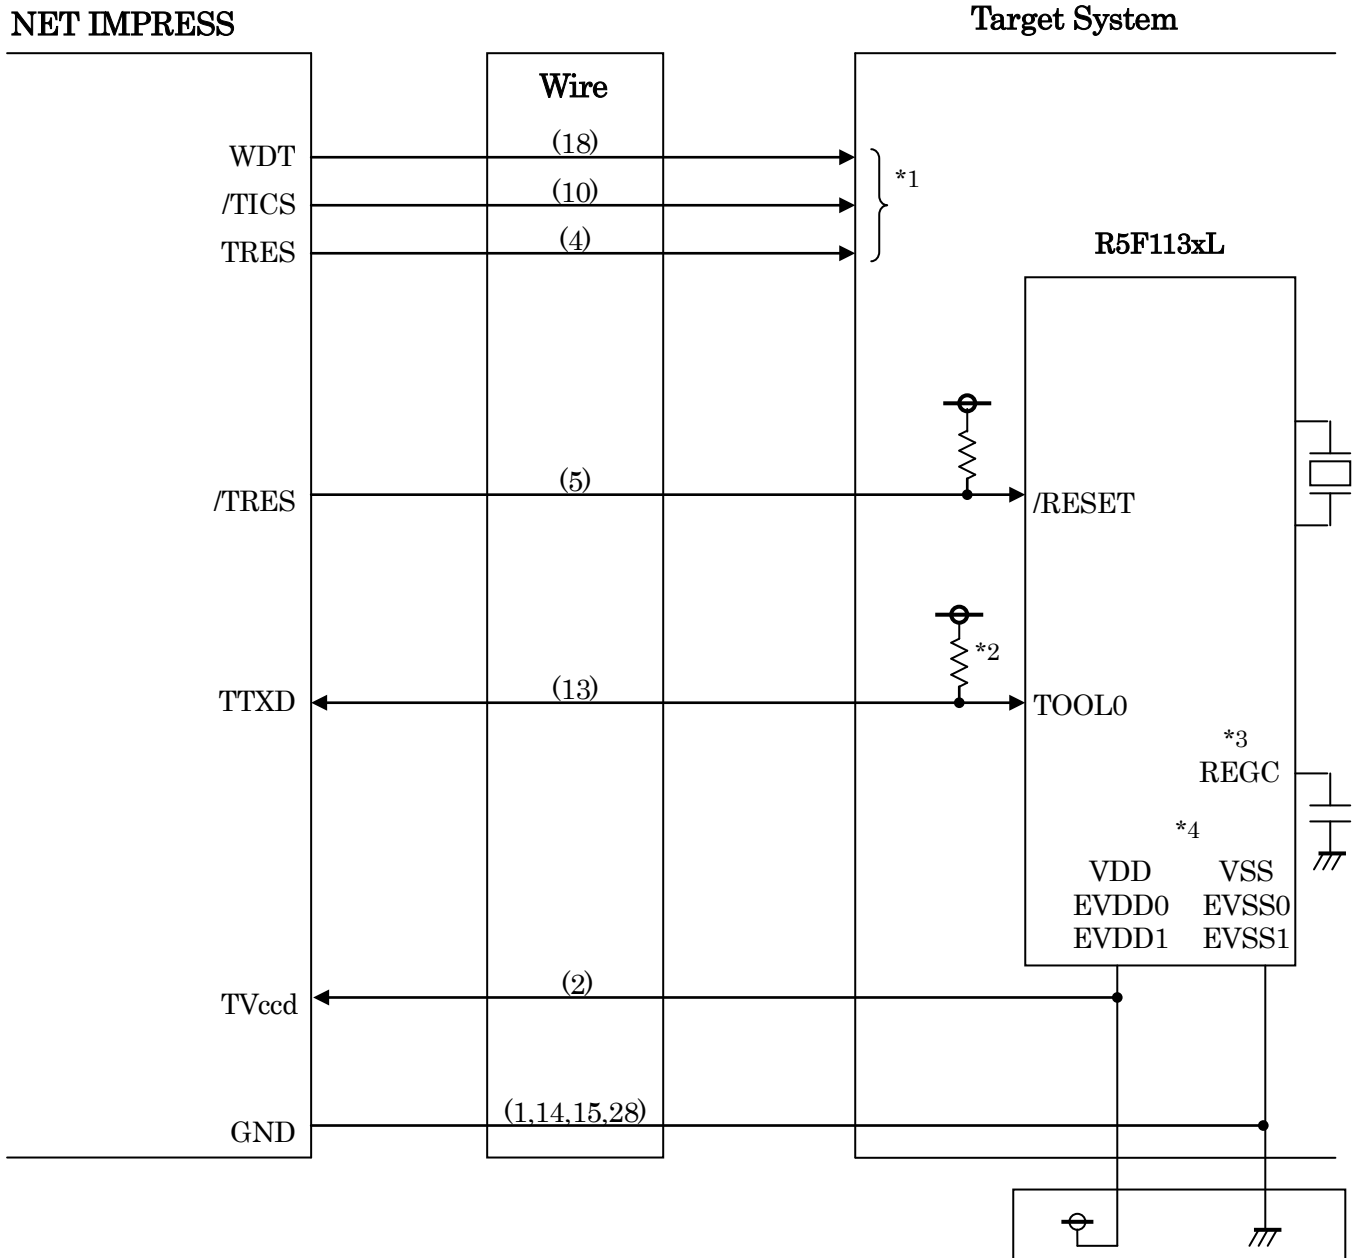 NET IMPRESS
Target System
Wire
WDT
(18)
*1
/TICS
(10)
TRES
(4)
R5F113xL
/TRES
(5)
/RESET
*2
TTXD
(13)
TOOL0
*3
REGC
*4
VDD
VSS
EVDD0
EVSS0
EVDD1
EVSS1
TVccd
(2)
GND
(1,14,15,28)